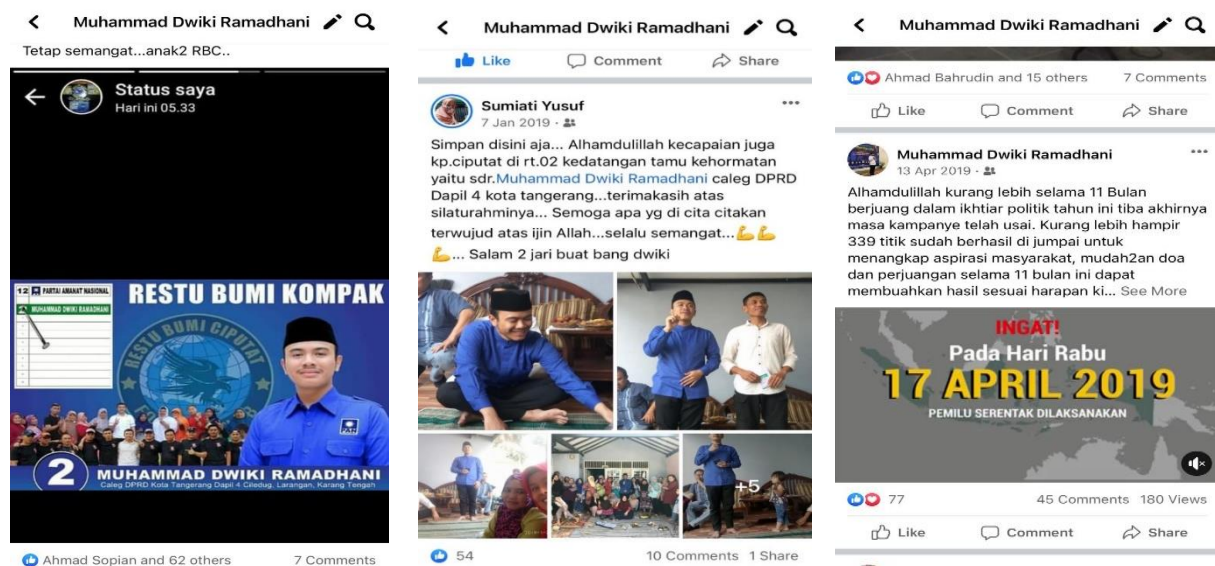 Muhammad Dwiki Ramadhani
Tetap semangat...anak2 RBC..
Status saya
Hari ini 05.33
12 PARTAI AMANAT NASIONAL
MUHAMMAD DWIKI RAMADHANI
RESTU BUMI KOMPAK
RESTU BUMI CIPUTAT
PAN
2 MUHAMMAD DWIKI RAMADHANI
Caleg DPRD Kota Tangerang Dapil 4 Ciledug, Larangan, Karang Tengah
Ahmad Sopian and 62 others 7 Comments
Muhammad Dwiki Ramadhani
Like Comment Share
Sumiati Yusuf
7 Jan 2019 ·
Simpan disini aja... Alhamdulillah kecapaian juga
kp.ciputat di rt.02 kedatangan tamu kehormatan
yaitu sdr.Muhammad Dwiki Ramadhani caleg DPRD
Dapil 4 kota tangerang...terimakasih atas
silaturahminya... Semoga apa yg di cita citakan
terwujud atas ijin Allah...selalu semangat...💪💪
💪... Salam 2 jari buat bang dwiki
+5
54 10 Comments 1 Share
Muhammad Dwiki Ramadhani
Ahmad Bahrudin and 15 others 7 Comments
Like Comment Share
Muhammad Dwiki Ramadhani
13 Apr 2019 ·
Alhamdulillah kurang lebih selama 11 Bulan
berjuang dalam ikhtiar politik tahun ini tiba akhirnya
masa kampanye telah usai. Kurang lebih hampir
339 titik sudah berhasil di jumpai untuk
menangkap aspirasi masyarakat, mudah2an doa
dan perjuangan selama 11 bulan ini dapat
membuahkan hasil sesuai harapan ki... See More
INGAT!
Pada Hari Rabu
17 APRIL 2019
PEMILU SERENTAK DILAKSANAKAN
77 45 Comments 180 Views
Like Comment Share